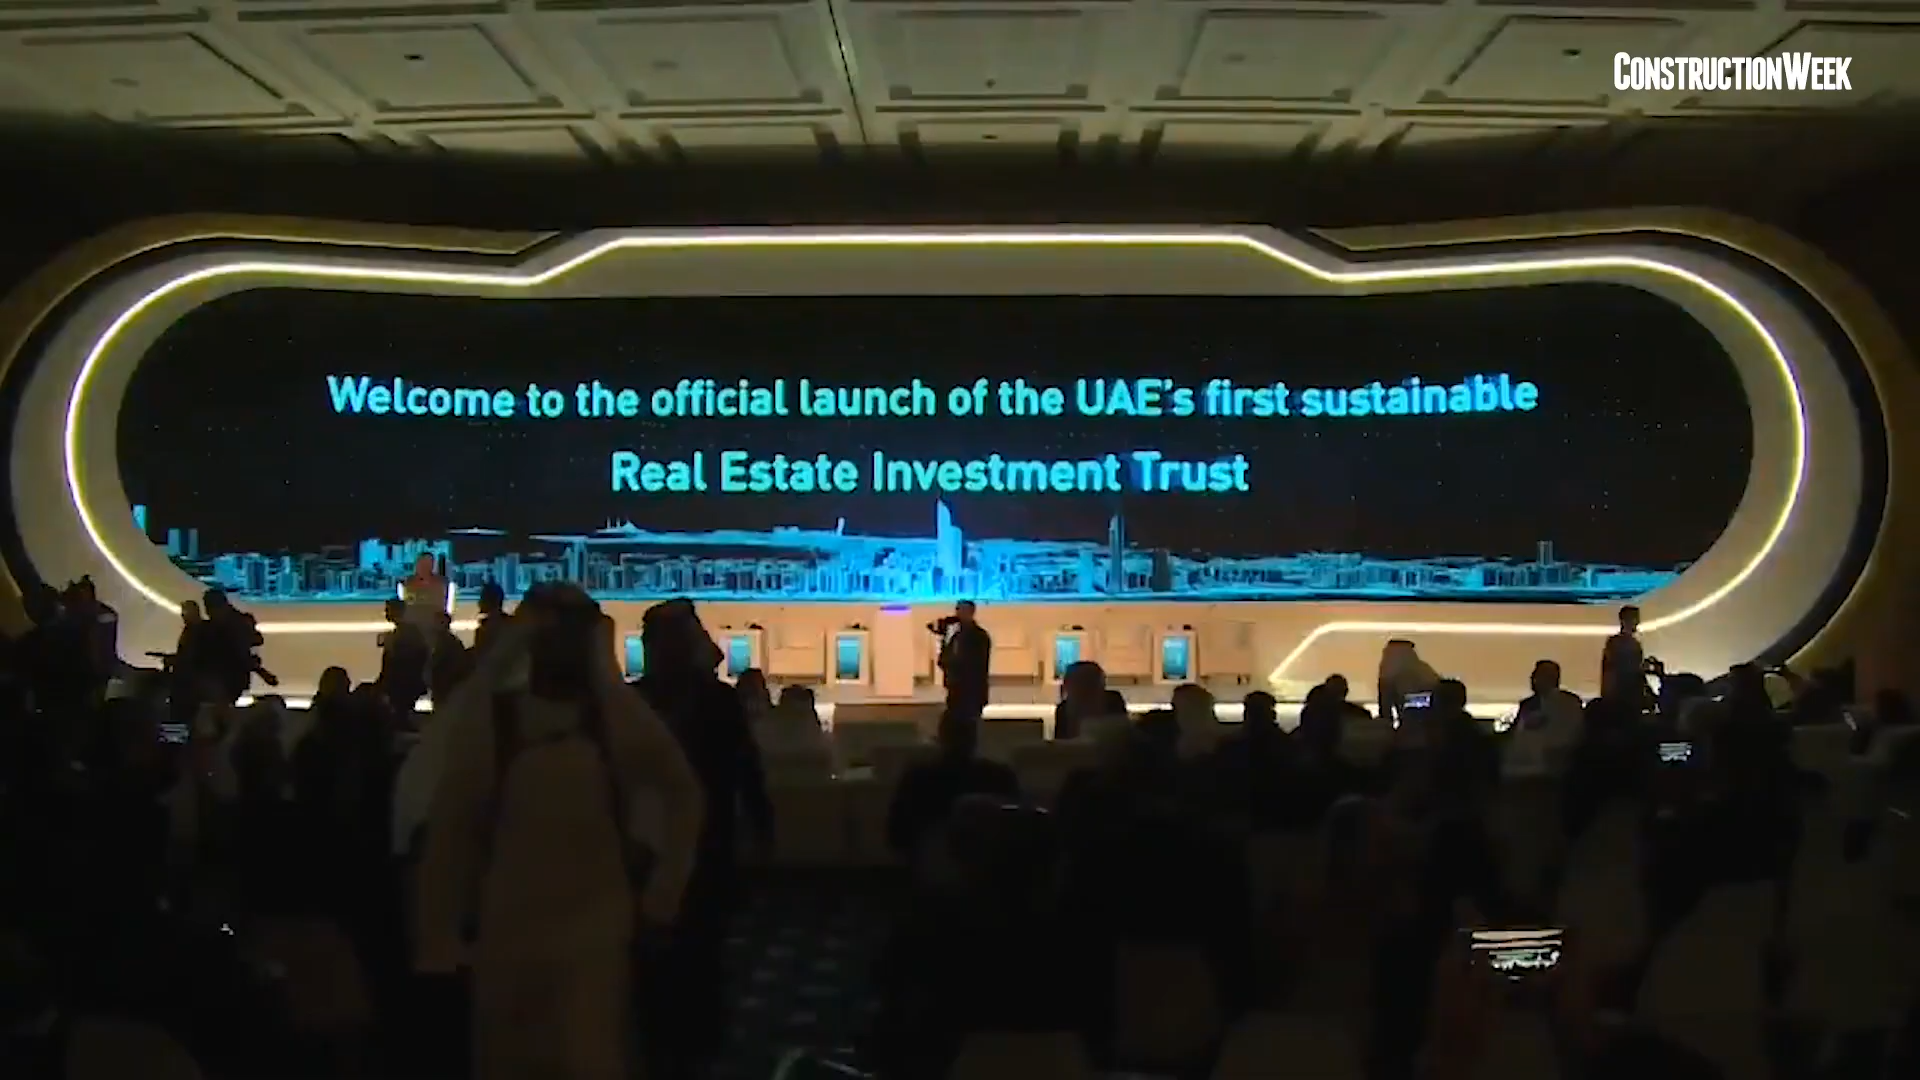 CONSTRUCTIONWEEK
Welcome to the official launch of the UAE's first sustainable
Real Estate Investment Trust